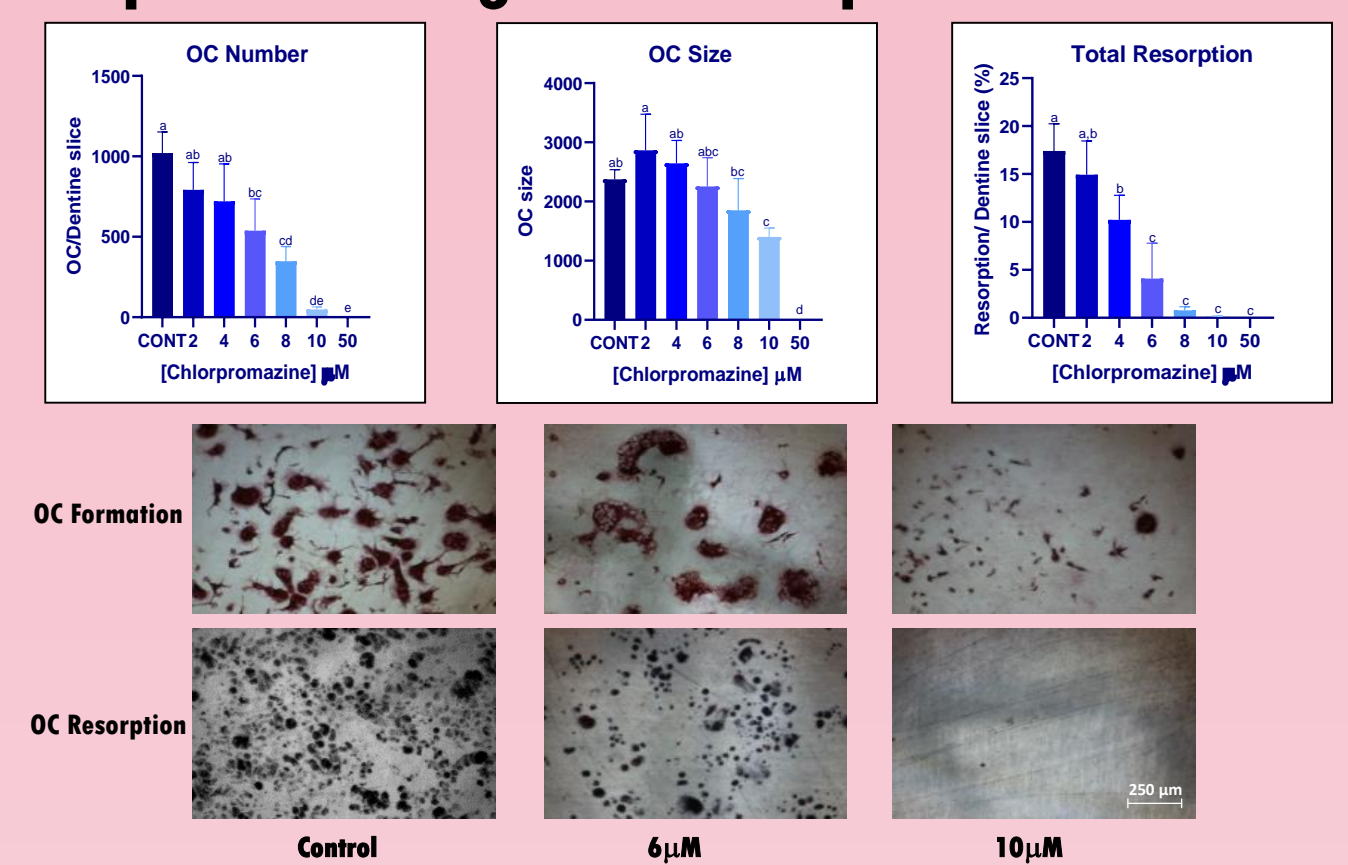 OC Number
1500
1000
500
0
OC/Dentine slice
a
ab
ab
bc
cd
de
e
CONT 2 4 6 8 10 50
[Chlorpromazine] μM
OC Size
4000
3000
2000
1000
0
OC size
ab
a
ab
abc
bc
c
d
CONT 2 4 6 8 10 50
[Chlorpromazine] μM
Total Resorption
25
20
15
10
5
0
Resorption/ Dentine slice (%)
a
a,b
b
c
c
c
c
CONT 2 4 6 8 10 50
[Chlorpromazine] μM
OC Formation
OC Resorption
250 μm
Control 6μM 10μM